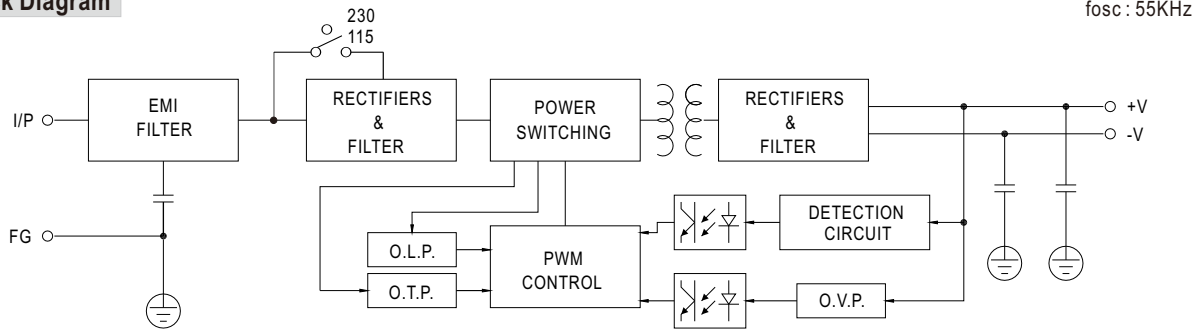 k Diagram
fosc : 55KHz
230
115
I/P
EMI
FILTER
RECTIFIERS
&
FILTER
POWER
SWITCHING
RECTIFIERS
&
FILTER
+V
-V
FG
O.L.P.
O.T.P.
PWM
CONTROL
DETECTION
CIRCUIT
O.V.P.